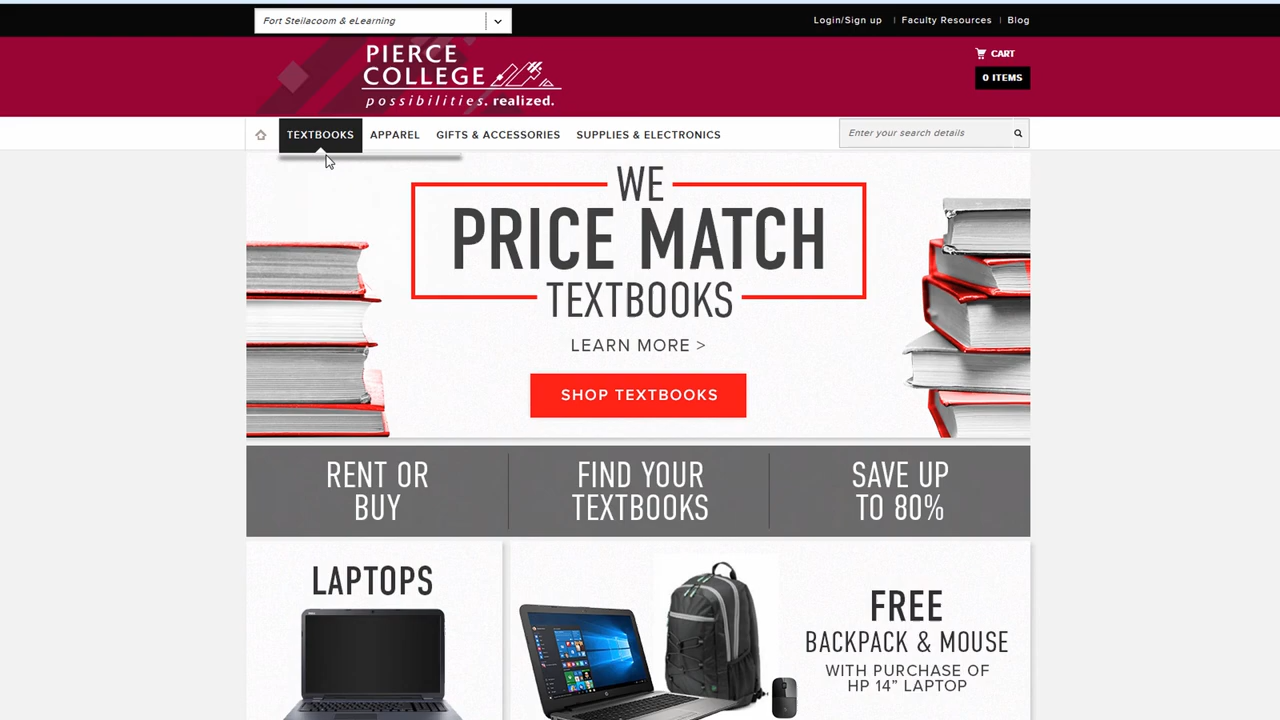 Fort Steilacoom & eLearning
Login/Sign up | Faculty Resources | Blog
PIERCE
COLLEGE
possibilities. realized.
CART
0 ITEMS
TEXTBOOKS APPAREL GIFTS & ACCESSORIES SUPPLIES & ELECTRONICS
Enter your search details
WE
PRICE MATCH
TEXTBOOKS
LEARN MORE >
SHOP TEXTBOOKS
RENT OR
BUY
FIND YOUR
TEXTBOOKS
SAVE UP
TO 80%
LAPTOPS
FREE
BACKPACK & MOUSE
WITH PURCHASE OF
HP 14” LAPTOP